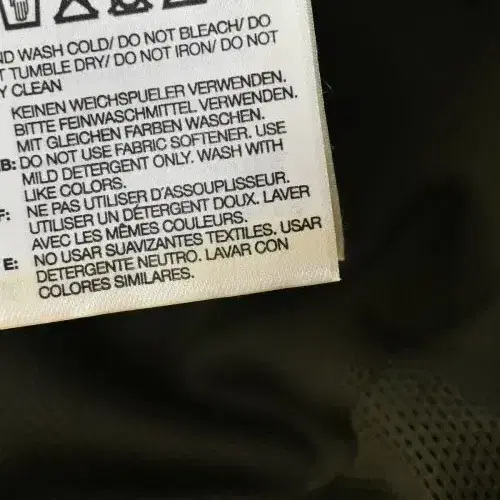 ND WASH COLD/ DO NOT BLEACH/ DO
T TUMBLE DRY/ DO NOT IRON/ DO NOT
Y CLEAN
KEINEN WEICHSPUELER VERWENDEN.
BITTE FEINWASCHMITTEL VERWENDEN.
MIT GLEICHEN FARBEN WASCHEN.
B: DO NOT USE FABRIC SOFTENER. USE
MILD DETERGENT ONLY. WASH WITH
LIKE COLORS.
F: NE PAS UTILISER D'ASSOUPLISSEUR.
UTILISER UN DÉTERGENT DOUX. LAVER
AVEC LES MÊMES COULEURS.
E: NO USAR SUAVIZANTES TEXTILES. USAR
DETERGENTE NEUTRO. LAVAR CON
COLORES SIMILARES.